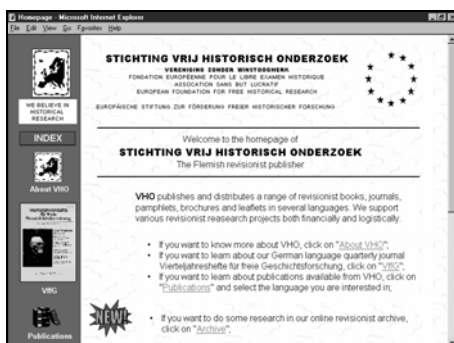 Homepage - Microsoft Internet Explorer
File Edit View Go Favorites Help
WE BELIEVE IN
HISTORICAL
RESEARCH
INDEX
About VHO
VffG
Publications
STICHTING VRIJ HISTORISCH ONDERZOEK
VERENIGING ZONDER WINSTOOGMERK
FONDATION EUROPÉENNE POUR LE LIBRE EXAMEN HISTORIQUE
ASSOCATION SANS BUT LUCRATIF
EUROPEAN FOUNDATION FOR FREE HISTORICAL RESEARCH
EUROPÄISCHE STIFTUNG ZUR FÖRDERUNG FREIER HISTORISCHER FORSCHUNG
Welcome to the homepage of
STICHTING VRIJ HISTORISCH ONDERZOEK
The Flemish revisionist publisher
VHO publishes and distributes a range of revisionist books, journals,
pamphlets, brochures and leaflets in several languages. We support
various revisionist reasearch projects both financially and logistically.
• If you want to know more about VHO, click on "About VHO";
• If you want to learn about our German language quarterly journal
Vierteljahreshefte für freie Geschichtsforschung, click on "VffG";
• If you want to learn about publications available from VHO, click on
"Publications" and select the language you are interested in;
NEW!
• If you want to do some research in our online revisionist archive,
click on "Archive";